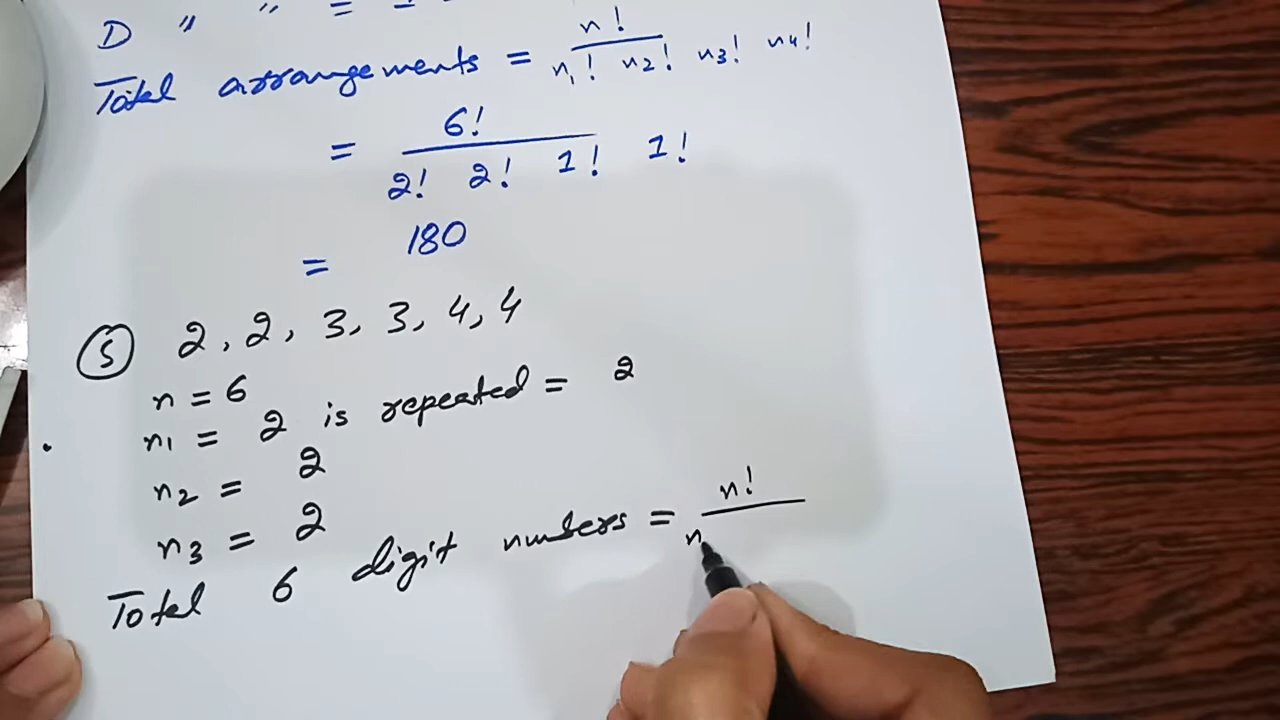 D " " =
Total arrangements = n! / n1! n2! n3! n4!
= 6! / 2! 2! 1! 1!
= 180
5 2, 2, 3, 3, 4, 4
n = 6
n1 = 2 is repeated = 2
n2 = 2
n3 = 2
Total 6 digit numbers = n! / n